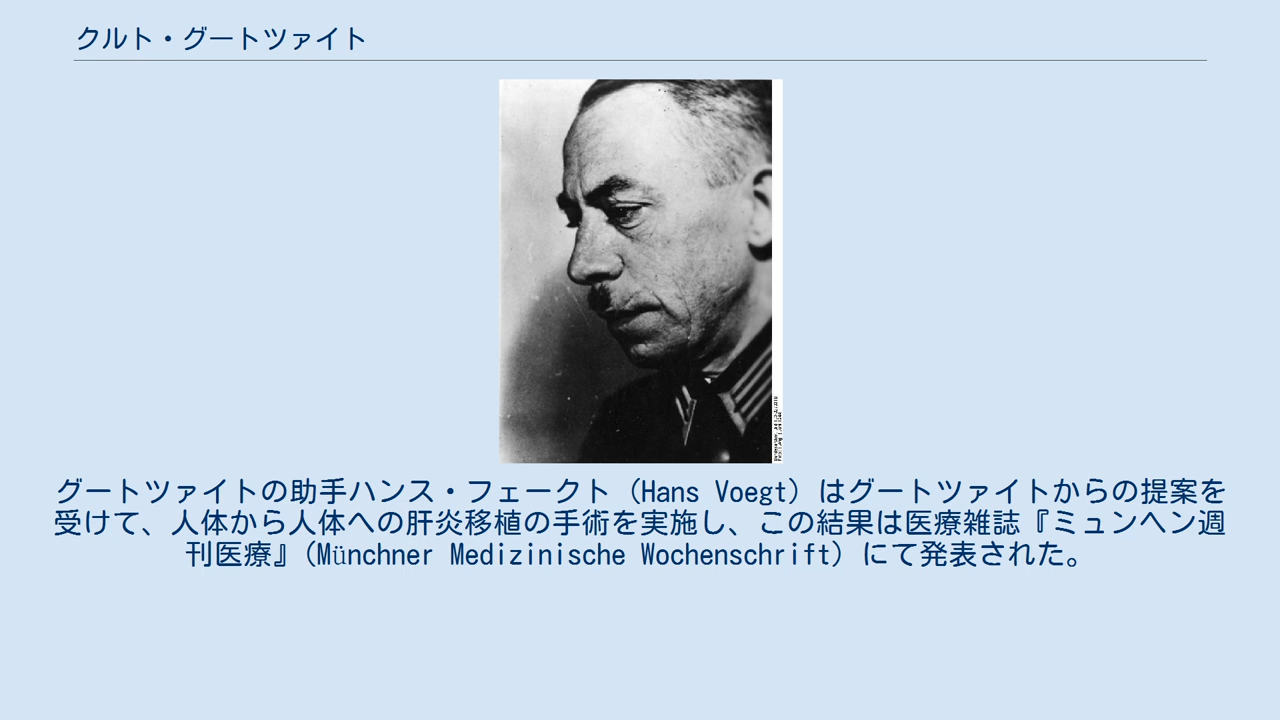 クルト・グートツァイト
グートツァイトの助手ハンス・フェークト（Hans Voegt）はグートツァイトからの提案を
受けて、人体から人体への肝炎移植の手術を実施し、この結果は医療雑誌『ミュンヘン週
刊医療』(Münchner Medizinische Wochenschrift）にて発表された。